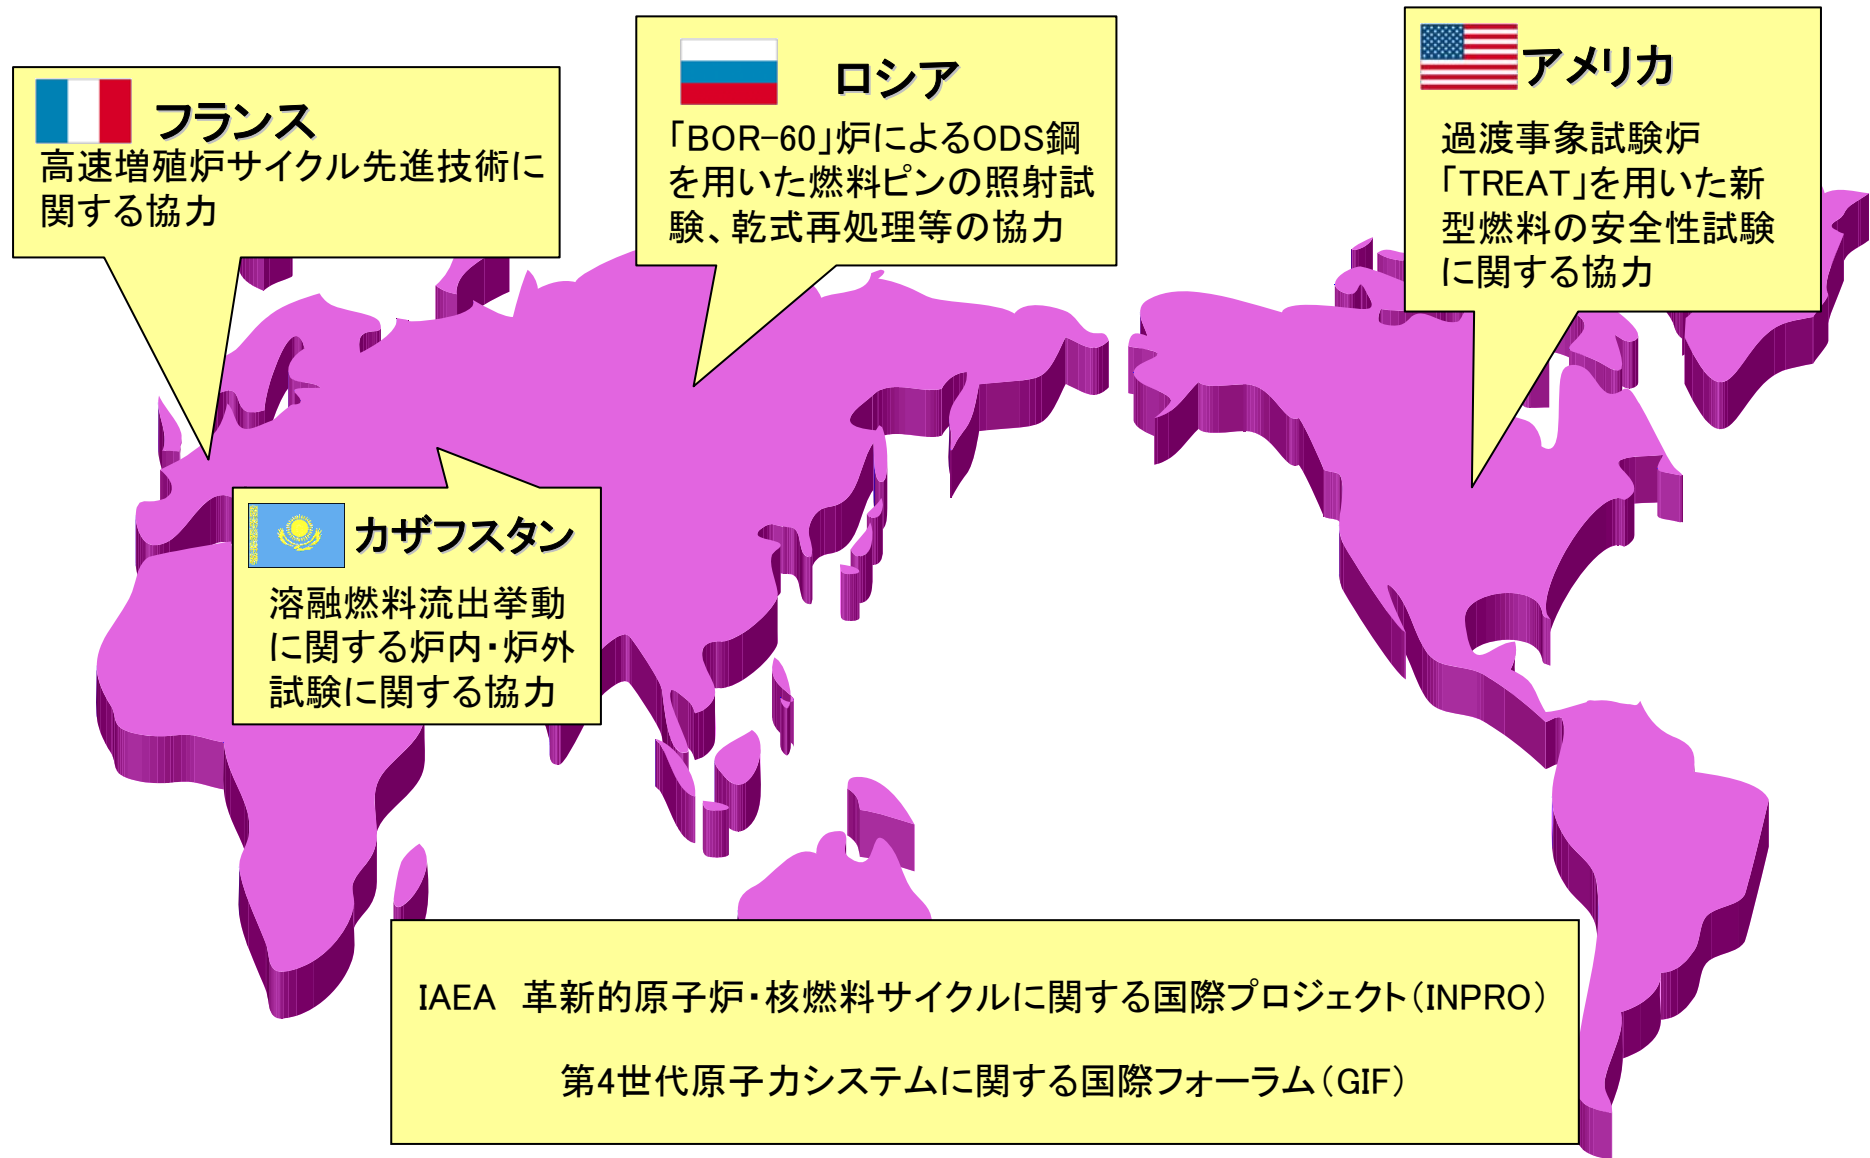 フランス
高速増殖炉サイクル先進技術に
関する協力
ロシア
「BOR-60」炉によるODS鋼
を用いた燃料ピンの照射試
験、乾式再処理等の協力
アメリカ
過渡事象試験炉
「TREAT」を用いた新
型燃料の安全性試験
に関する協力
カザフスタン
溶融燃料流出挙動
に関する炉内・炉外
試験に関する協力
IAEA　革新的原子炉・核燃料サイクルに関する国際プロジェクト（INPRO）
第4世代原子力システムに関する国際フォーラム（GIF）